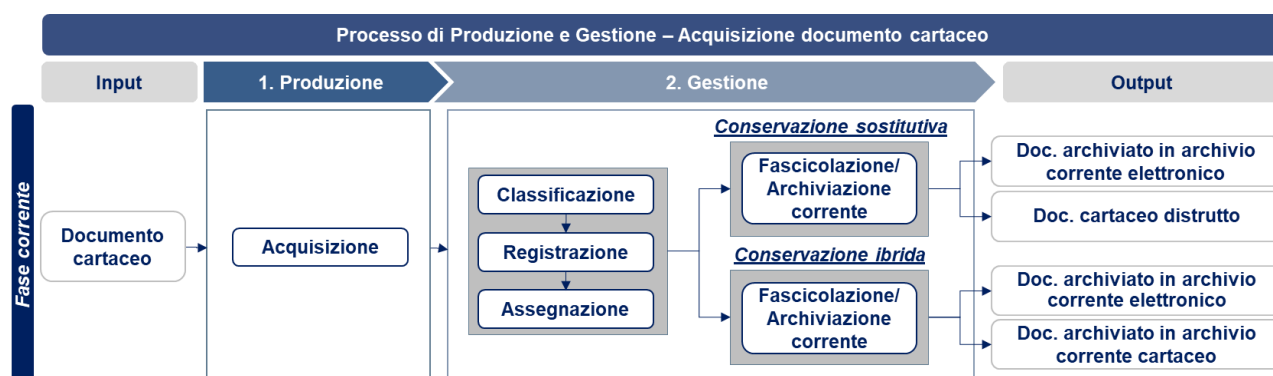 Processo di Produzione e Gestione – Acquisizione documento cartaceo
Input
1. Produzione
2. Gestione
Output
Fase corrente
Documento
cartaceo
Acquisizione
Classificazione
Registrazione
Assegnazione
Conservazione sostitutiva
Fascicolazione/
Archiviazione
corrente
Conservazione ibrida
Fascicolazione/
Archiviazione
corrente
Doc. archiviato in archivio
corrente elettronico
Doc. cartaceo distrutto
Doc. archiviato in archivio
corrente elettronico
Doc. archiviato in archivio
corrente cartaceo